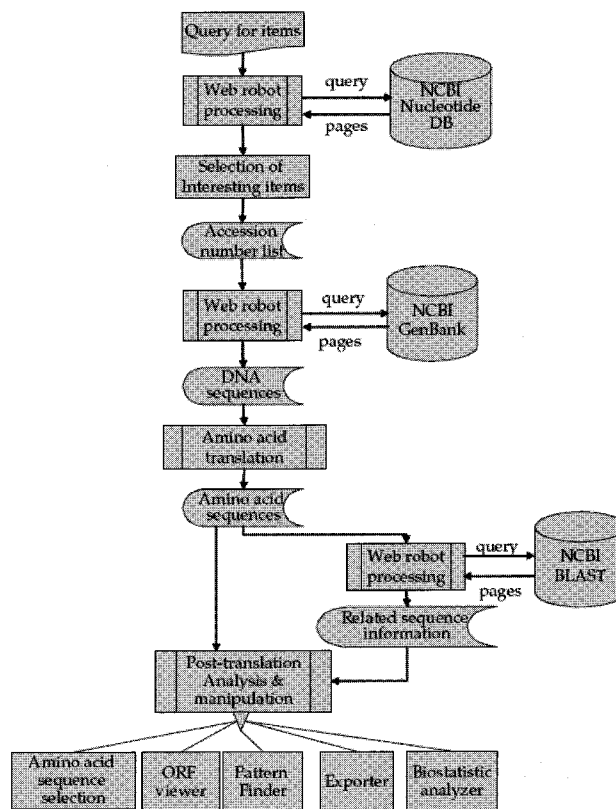 Query for items
Web robot
processing
query
pages
NCBI
Nucleotide
DB
Selection of
Interesting items
Accession
number list
Web robot
processing
query
pages
NCBI
GenBank
DNA
sequences
Amino acid
translation
Amino acid
sequences
Web robot
processing
query
pages
NCBI
BLAST
Related sequence
information
Post-translation
Analysis &
manipulation
Amino acid
sequence
selection
ORF
viewer
Pattern
Finder
Exporter
Biostatistic
analyzer